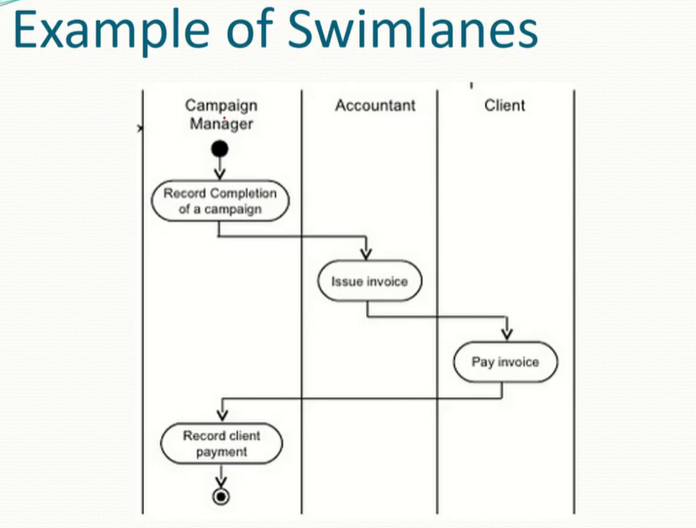 Example of Swimlanes
Campaign
Manager
Accountant
Client
Record Completion
of a campaign
Issue invoice
Pay invoice
Record client
payment